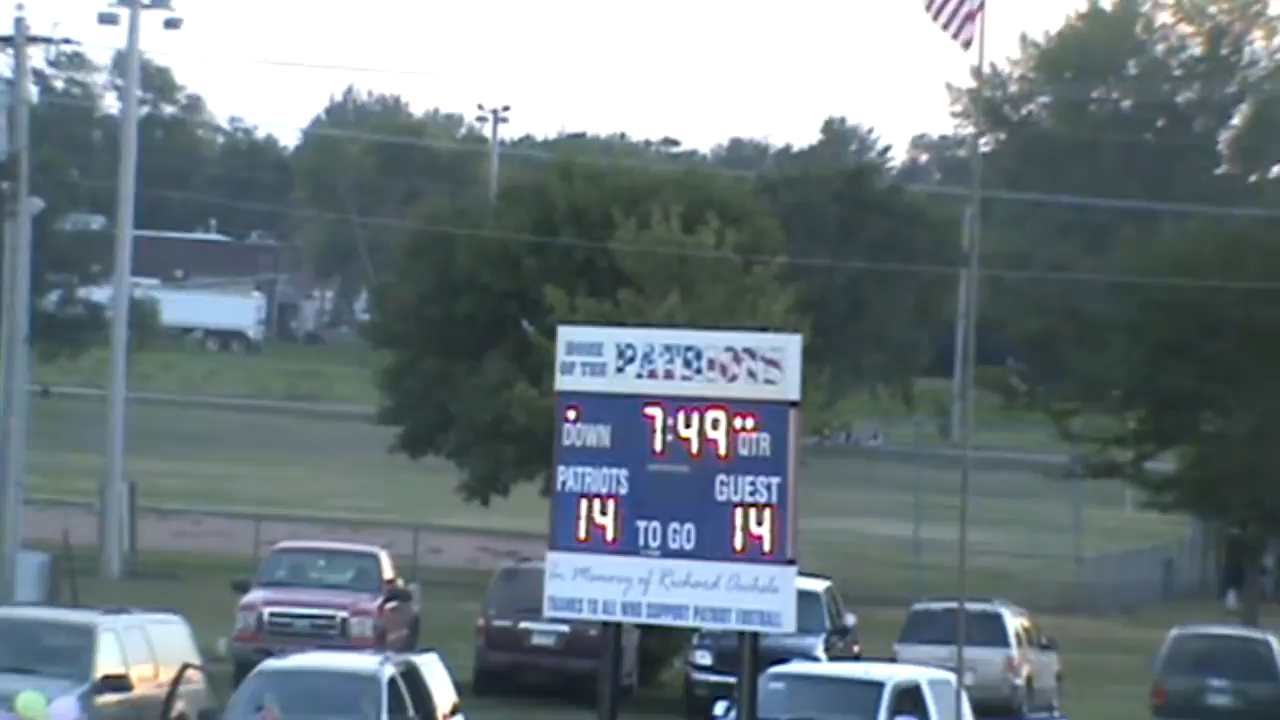 HOME
OF THE PATRIOTS
DOWN 7:49 QTR
PATRIOTS GUEST
14 TO GO 14
In Memory of Richard
THANKS TO ALL WHO SUPPORT PATRIOT FOOTBALL